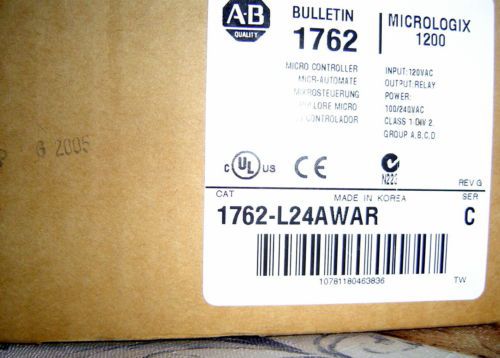 A-B
QUALITY
BULLETIN
1762
MICROLOGIX
1200
MICRO CONTROLLER
MICR-AUTOMATE
MIKROSTEUERUNG
MICRO
CONTROLADOR
INPUT: 120VAC
OUTPUT: RELAY
POWER:
100/240VAC
CLASS 1 DIV 2
GROUP A,B,C,D
G 2005
C UL US
CE
N223
REV G
CAT
MADE IN KOREA
SER
1762-L24AWAR
C
10781180463836
TW